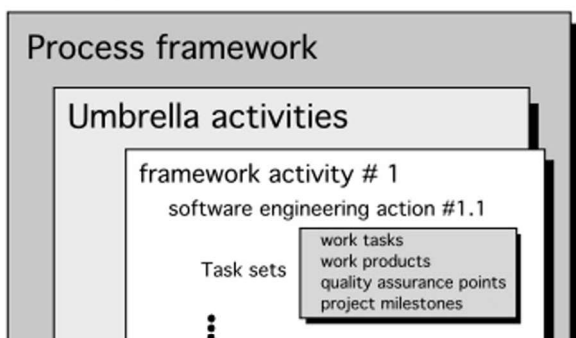 Process framework
Umbrella activities
framework activity # 1
software engineering action #1.1
Task sets
work tasks
work products
quality assurance points
project milestones